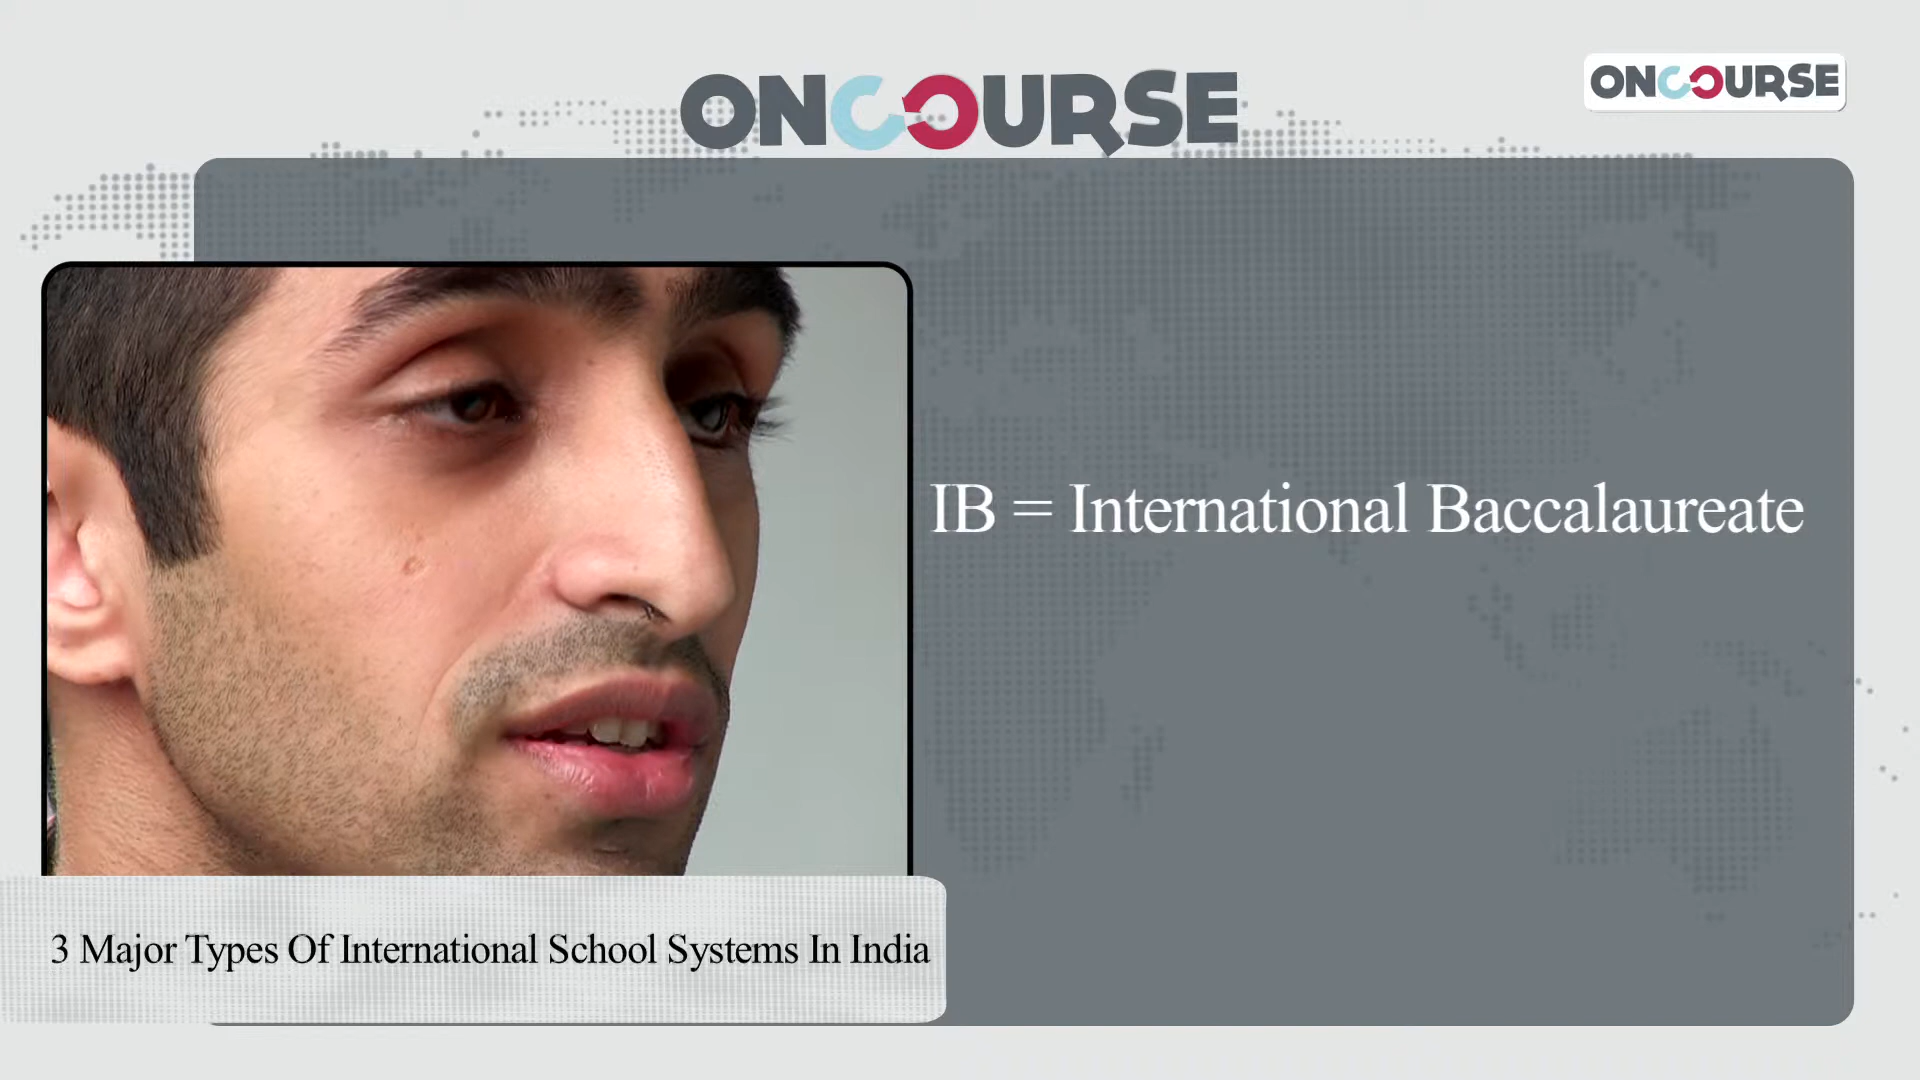 ONCOURSE
ONCOURSE
IB = International Baccalaureate
3 Major Types Of International School Systems In India